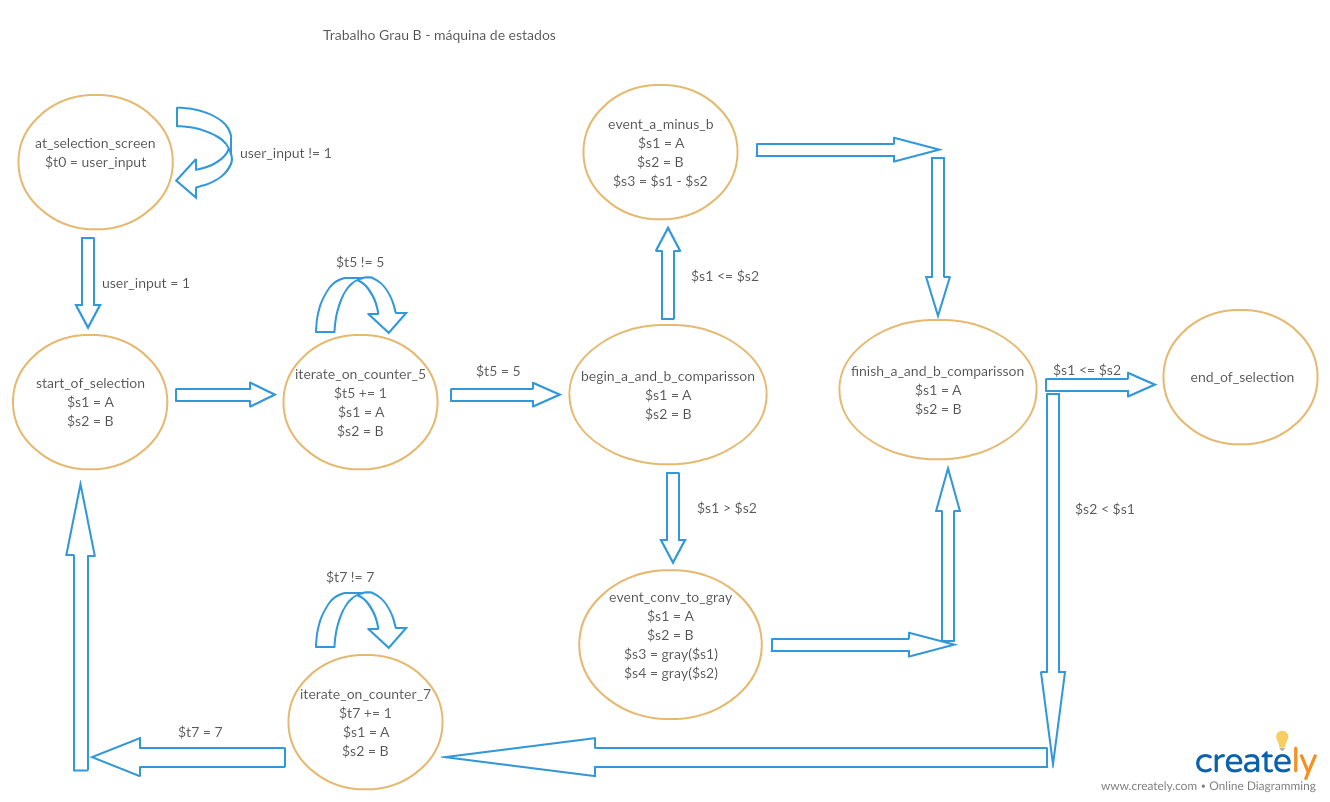 Trabalho Grau B - máquina de estados
at_selection_screen
$t0 = user_input
user_input != 1
user_input = 1
event_a_minus_b
$s1 = A
$s2 = B
$s3 = $s1 - $s2
$t5 != 5
$s1 <= $s2
start_of_selection
$s1 = A
$s2 = B
iterate_on_counter_5
$t5 += 1
$s1 = A
$s2 = B
$t5 = 5
begin_a_and_b_comparisson
$s1 = A
$s2 = B
finish_a_and_b_comparisson
$s1 = A
$s2 = B
$s1 <= $s2
end_of_selection
$s1 > $s2
$s2 < $s1
event_conv_to_gray
$s1 = A
$s2 = B
$s3 = gray($s1)
$s4 = gray($s2)
$t7 != 7
iterate_on_counter_7
$t7 += 1
$s1 = A
$s2 = B
$t7 = 7
creately
www.creately.com • Online Diagramming